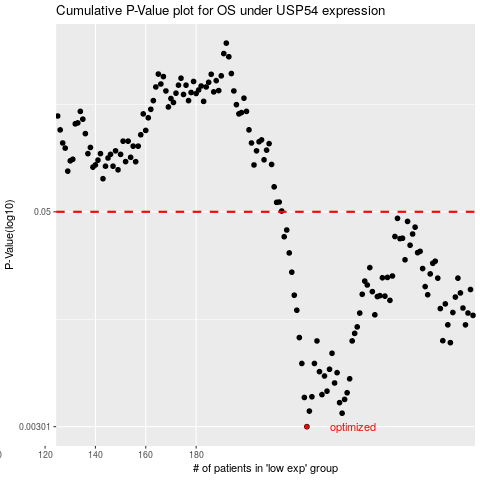 Cumulative P-Value plot for OS under USP54 expression
P-Value(log10)
0.05
0.00301
optimized
0
120
140
160
180
# of patients in 'low exp' group